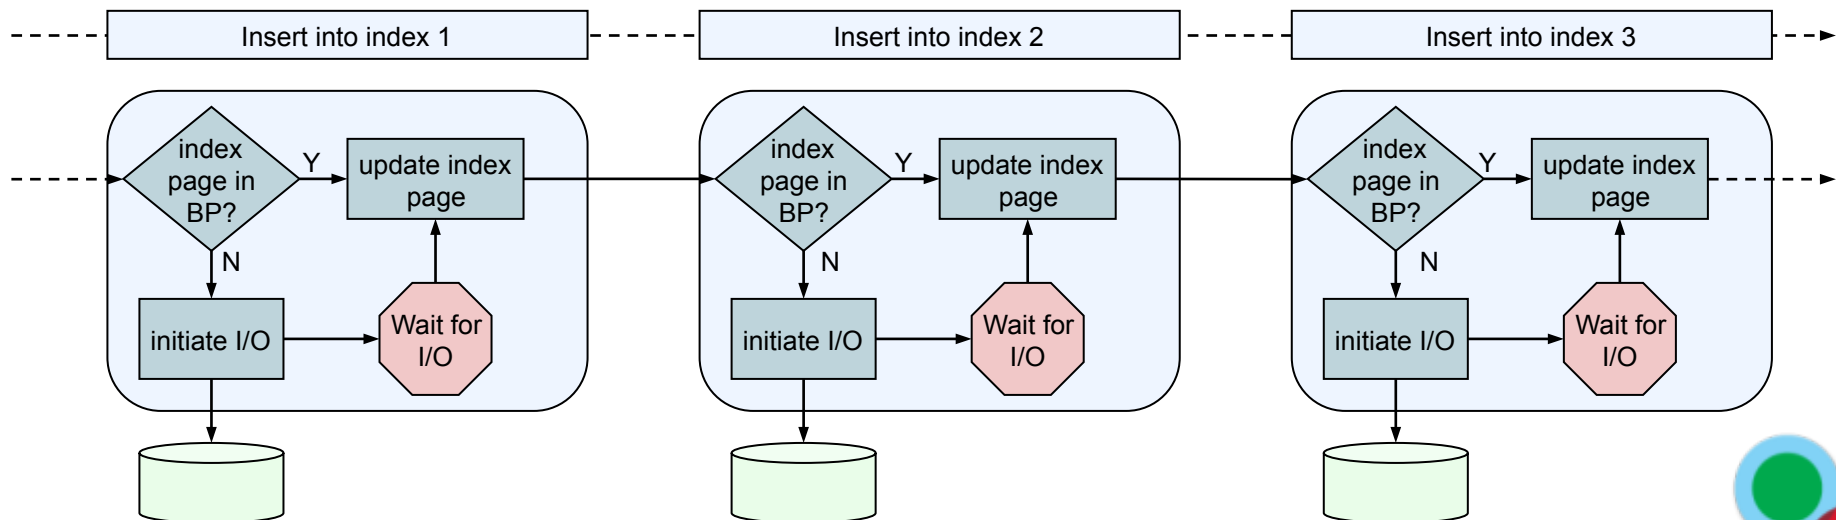 Insert into index 1
Insert into index 2
Insert into index 3
index
page in
BP?
Y
update index
page
N
initiate I/O
Wait for
I/O
index
page in
BP?
Y
update index
page
N
initiate I/O
Wait for
I/O
index
page in
BP?
Y
update index
page
N
initiate I/O
Wait for
I/O